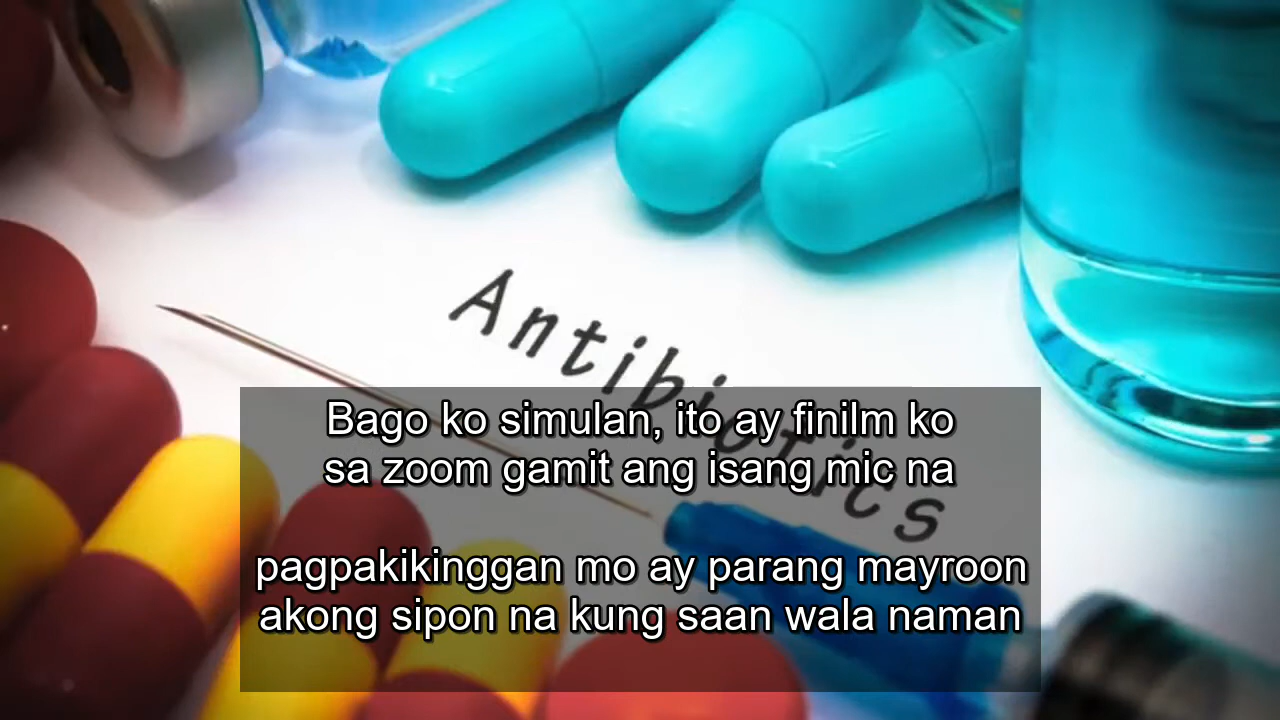 Antibiotics
Bago ko simulan, ito ay finilm ko
sa zoom gamit ang isang mic na
pagpakikinggan mo ay parang mayroon
akong sipon na kung saan wala naman